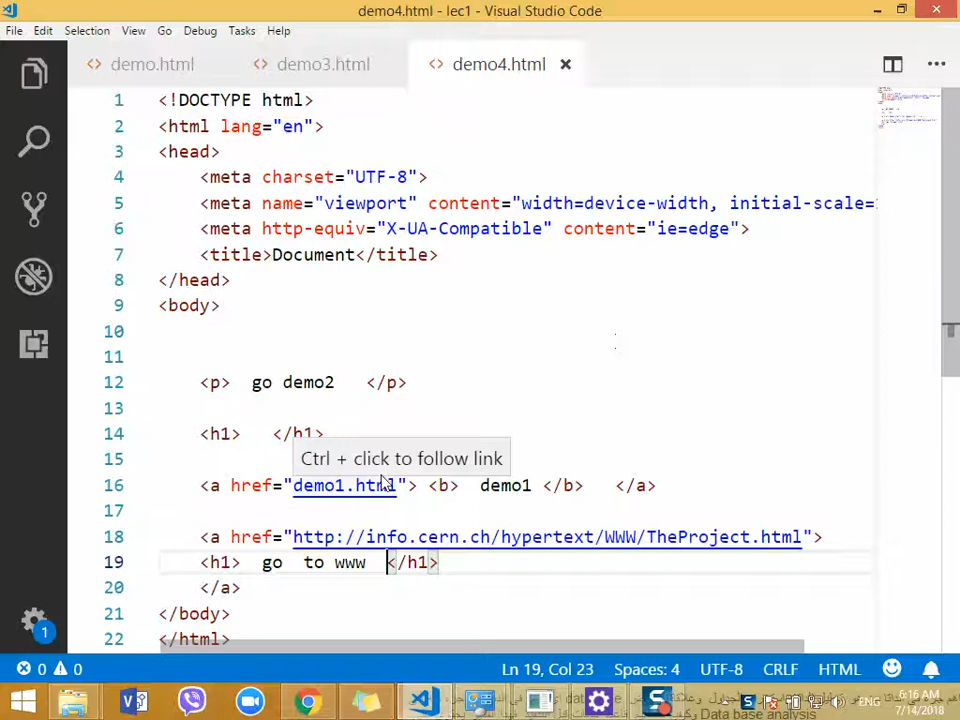 demo4.html - lec1 - Visual Studio Code
File Edit Selection View Go Debug Tasks Help
demo.html demo3.html demo4.html
1 <!DOCTYPE html>
2 <html lang="en">
3 <head>
4 <meta charset="UTF-8">
5 <meta name="viewport" content="width=device-width, initial-scale=
6 <meta http-equiv="X-UA-Compatible" content="ie=edge">
7 <title>Document</title>
8 </head>
9 <body>
10
11
12 <p> go demo2 </p>
13
14 <h1> </h1>
15
Ctrl + click to follow link
16 <a href="demo1.html"> <b> demo1 </b> </a>
17
18 <a href="http://info.cern.ch/hypertext/WWW/TheProject.html">
19 <h1> go to www </h1>
20 </a>
21 </body>
22 </html>
1
0 0 Ln 19, Col 23 Spaces: 4 UTF-8 CRLF HTML
ENG
6:16 AM
7/14/2018
Data base analysis